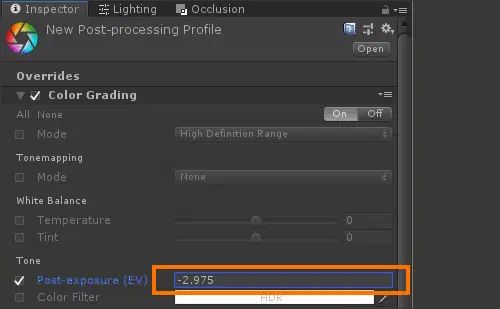 Inspector Lighting Occlusion
New Post-processing Profile
Open
Overrides
Color Grading
All None On Off
Mode High Definition Range
Tonemapping
Mode None
White Balance
Temperature 0
Tint 0
Tone
Post-exposure (EV) -2.975
Color Filter HDR